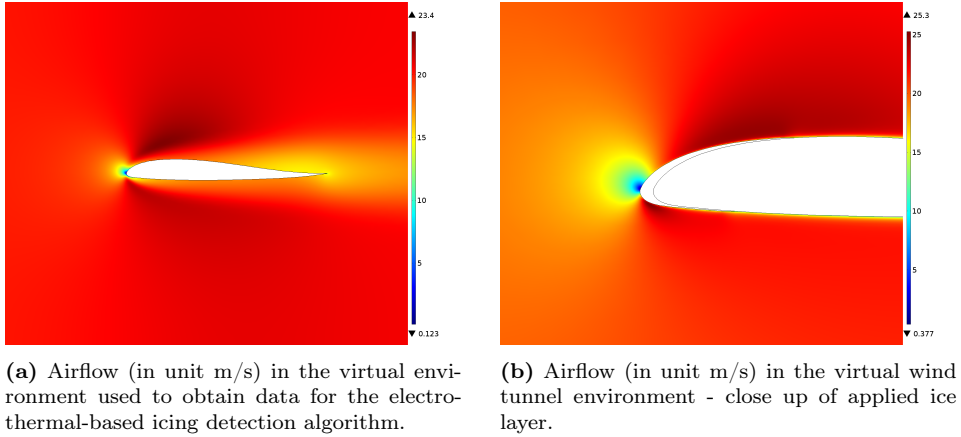 ▲ 23.4
20
15
10
5
▼ 0.123
▲ 25.3
25
20
15
10
5
▼ 0.377
(a) Airflow (in unit m/s) in the virtual envi-
ronment used to obtain data for the electro-
thermal-based icing detection algorithm.
(b) Airflow (in unit m/s) in the virtual wind
tunnel environment - close up of applied ice
layer.